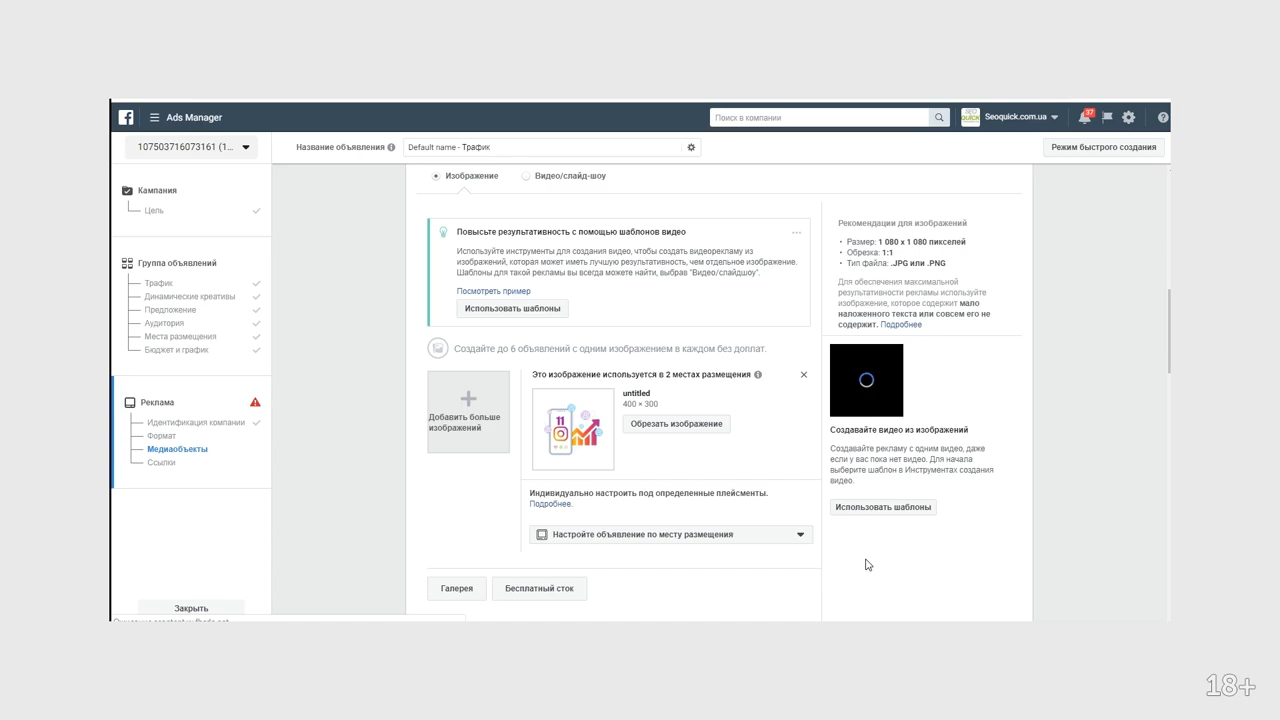 Ads Manager
Поиск в компании
SEO
QUICK
Seoquick.com.ua
37
107503716073161 (1...
Название объявления
Default name - Трафик
Режим быстрого создания
Кампания
Цель
Группа объявлений
Трафик
Динамические креативы
Предложение
Аудитория
Места размещения
Бюджет и график
Реклама
Идентификация компании
Формат
Медиаобъекты
Ссылки
Закрыть
Изображение
Видео/слайд-шоу
Повысьте результативность с помощью шаблонов видео
Используйте инструменты для создания видео, чтобы создать видеорекламу из
изображений, которая может иметь лучшую результативность, чем отдельное изображение.
Шаблоны для такой рекламы вы всегда можете найти, выбрав "Видео/слайдшоу".
Посмотреть пример
Использовать шаблоны
Создайте до 6 объявлений с одним изображением в каждом без доплат.
Добавить больше
изображений
Это изображение используется в 2 местах размещения
11
untitled
400 × 300
Обрезать изображение
Индивидуально настроить под определенные плейсменты.
Подробнее.
Настройте объявление по месту размещения
Галерея
Бесплатный сток
Рекомендации для изображений
• Размер: 1 080 x 1 080 пикселей
• Обрезка: 1:1
• Тип файла: .JPG или .PNG
Для обеспечения максимальной
результативности рекламы используйте
изображение, которое содержит мало
наложенного текста или совсем его не
содержит. Подробнее
Создавайте видео из изображений
Создавайте рекламу с одним видео, даже
если у вас пока нет видео. Для начала
выберите шаблон в Инструментах создания
видео.
Использовать шаблоны
18+